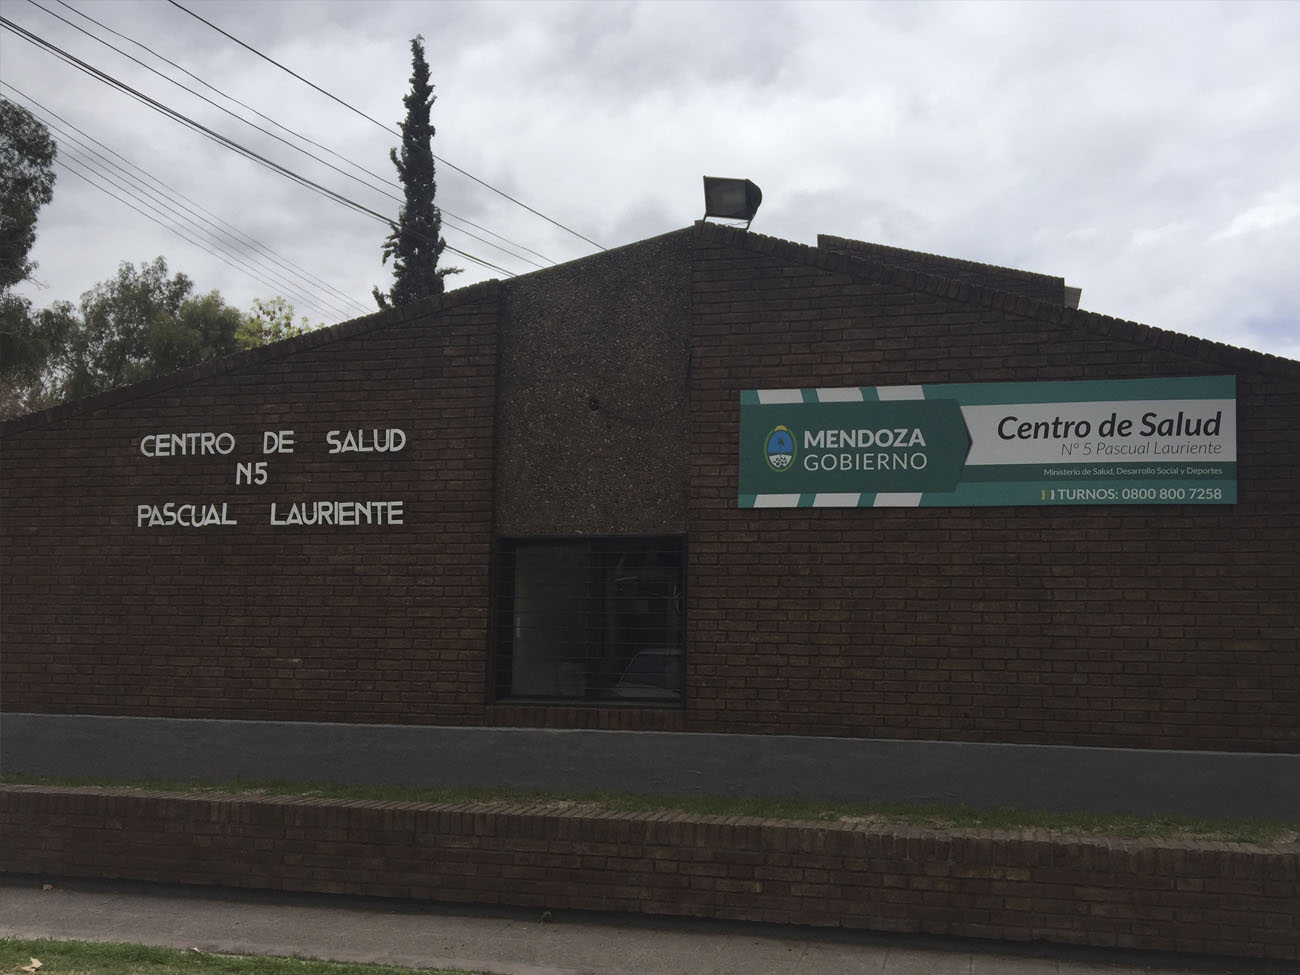 CENTRO DE SALUD
N5
PASCUAL LAURIENTE
MENDOZA
GOBIERNO
Centro de Salud
Nº 5 Pascual Lauriente
Ministerio de Salud, Desarrollo Social y Deportes
TURNOS: 0800 800 7258